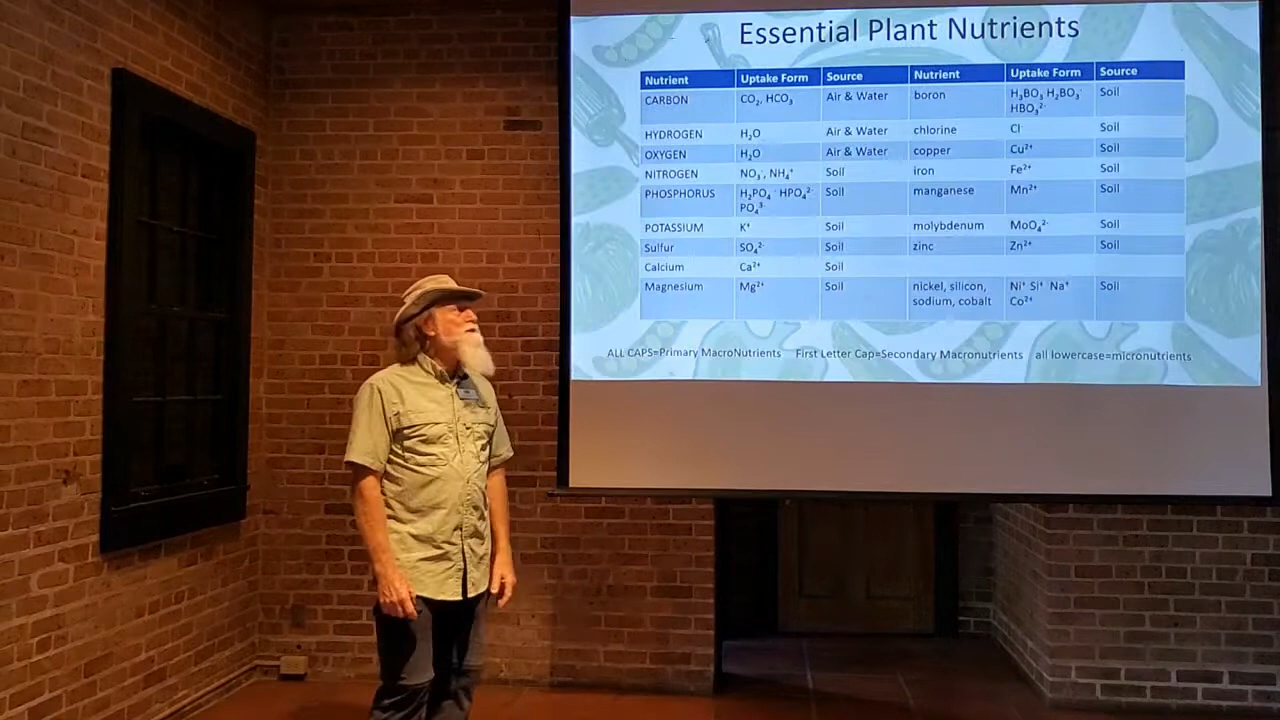 Essential Plant Nutrients
Nutrient Uptake Form Source Nutrient Uptake Form Source
CARBON CO₂, HCO₃ Air & Water boron H₃BO₃ H₂BO₃⁻ HBO₃²⁻ Soil
HYDROGEN H₂O Air & Water chlorine Cl⁻ Soil
OXYGEN H₂O Air & Water copper Cu²⁺ Soil
NITROGEN NO₃⁻, NH₄⁺ Soil iron Fe²⁺ Soil
PHOSPHORUS H₂PO₄⁻ HPO₄²⁻ PO₄³⁻ Soil manganese Mn²⁺ Soil
POTASSIUM K⁺ Soil molybdenum MoO₄²⁻ Soil
Sulfur SO₄²⁻ Soil zinc Zn²⁺ Soil
Calcium Ca²⁺ Soil
Magnesium Mg²⁺ Soil nickel, silicon, sodium, cobalt Ni⁺ Si⁺ Na⁺ Co²⁺ Soil
ALL CAPS=Primary MacroNutrients First Letter Cap=Secondary Macronutrients all lowercase=micronutrients